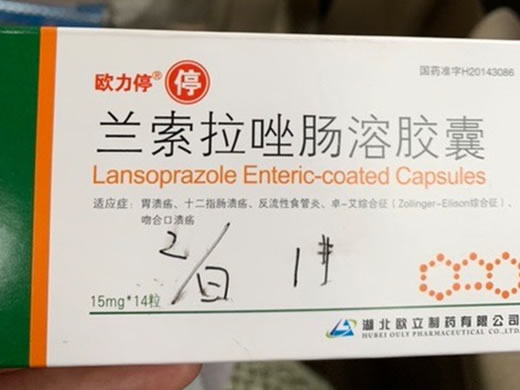 国药准字H20143086
欧力停® 停
兰索拉唑肠溶胶囊
Lansoprazole Enteric-coated Capsules
适应症：胃溃疡、十二指肠溃疡、反流性食管炎、卓-艾综合征（Zollinger-Ellison综合征）、
吻合口溃疡
2/日 1#
15mg*14粒
湖北欧立制药有限公司
HUBEI OULY PHARMACEUTICAL CO.,LTD.